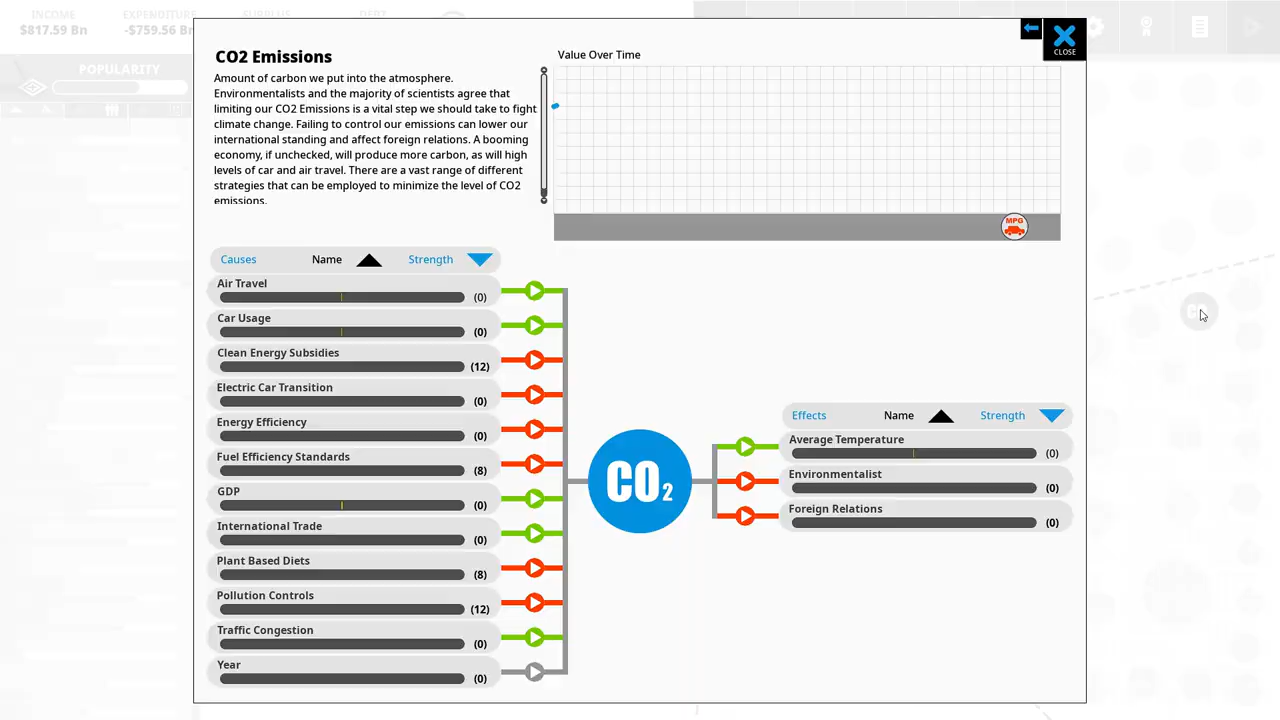 INCOME EXPENDITURE SURPLUS DEBT
$817.59 Bn -$759.56 Bn
POPULARITY
CLOSE
CO2 Emissions
Amount of carbon we put into the atmosphere.
Environmentalists and the majority of scientists agree that
limiting our CO2 Emissions is a vital step we should take to fight
climate change. Failing to control our emissions can lower our
international standing and affect foreign relations. A booming
economy, if unchecked, will produce more carbon, as will high
levels of car and air travel. There are a vast range of different
strategies that can be employed to minimize the level of CO2
emissions.
Value Over Time
MPG
Causes Name Strength
Air Travel
(0)
Car Usage
(0)
Clean Energy Subsidies
(12)
Electric Car Transition
(0)
Energy Efficiency
(0)
Fuel Efficiency Standards
(8)
GDP
(0)
International Trade
(0)
Plant Based Diets
(8)
Pollution Controls
(12)
Traffic Congestion
(0)
Year
(0)
CO2
Effects Name Strength
Average Temperature
(0)
Environmentalist
(0)
Foreign Relations
(0)